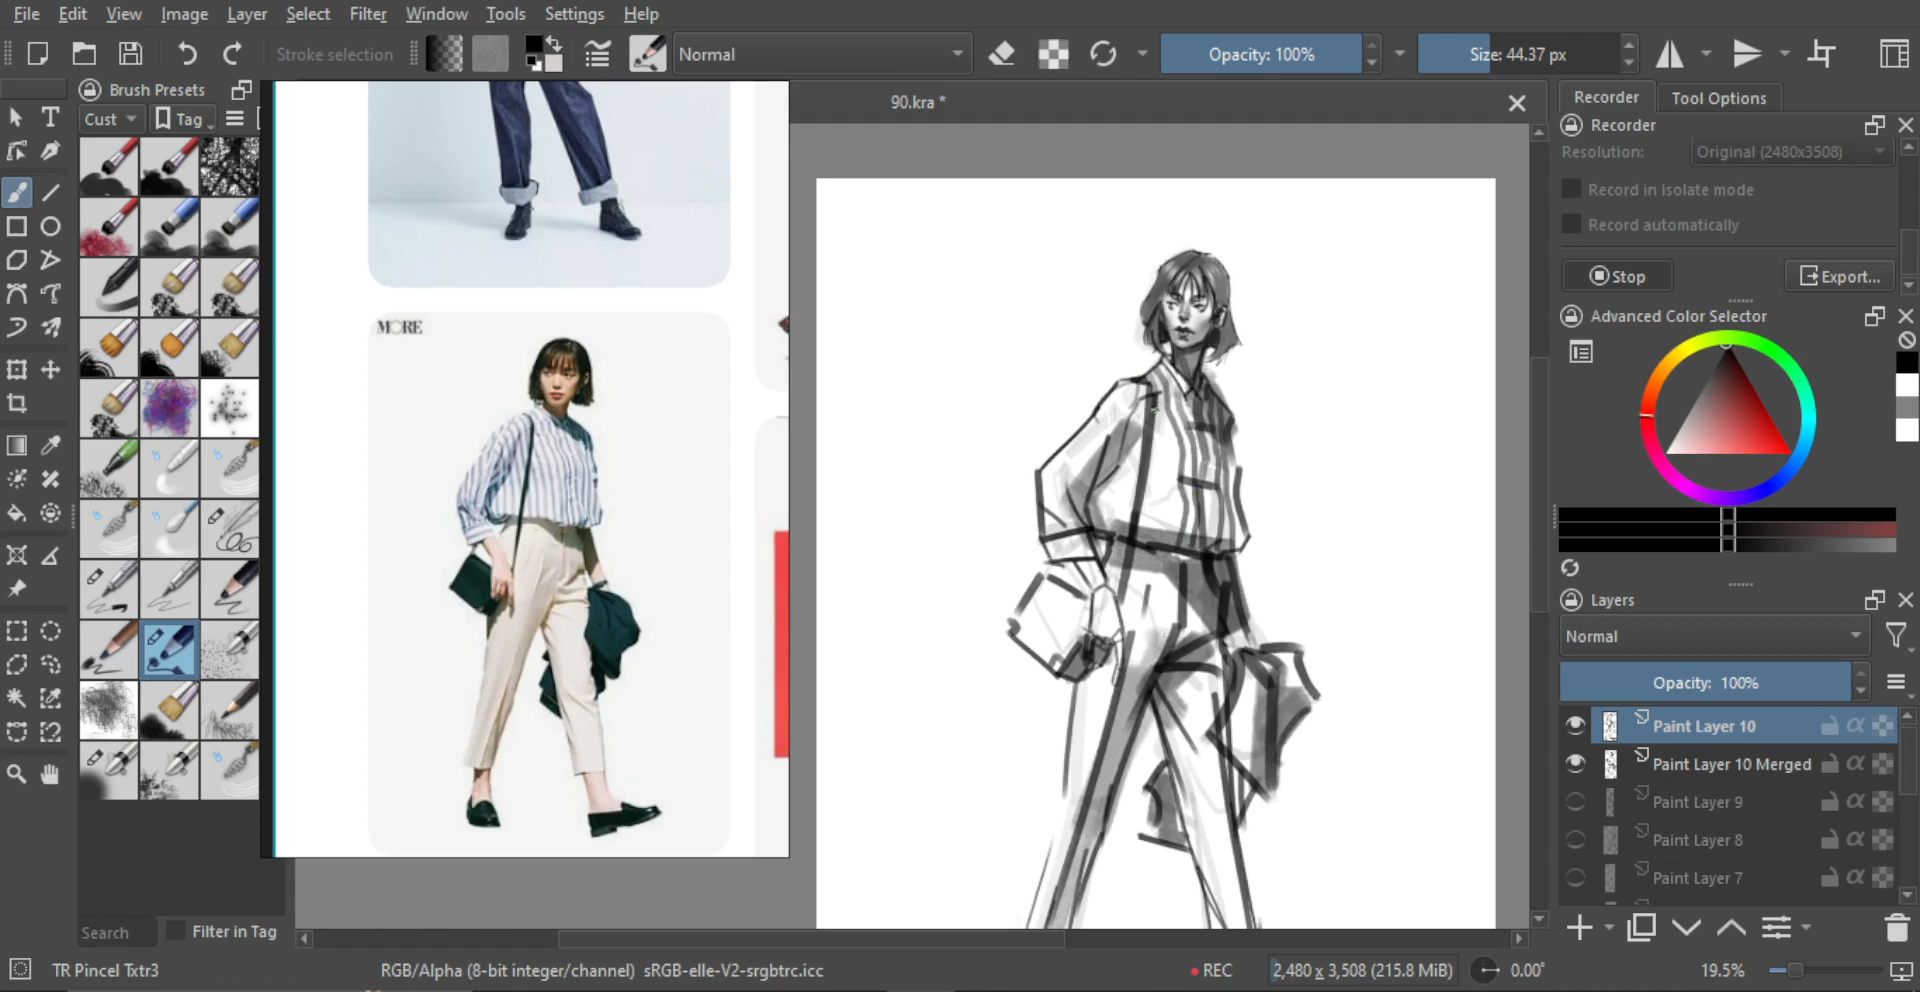 File Edit View Image Layer Select Filter Window Tools Settings Help
Stroke selection Normal Opacity: 100% Size: 44.37 px
Brush Presets
Cust Tag
MORE
Search Filter in Tag
90.kra *
Recorder Tool Options
Recorder
Resolution: Original (2480x3508)
Record in isolate mode
Record automatically
Stop Export...
Advanced Color Selector
Layers
Normal
Opacity: 100%
Paint Layer 10
Paint Layer 10 Merged
Paint Layer 9
Paint Layer 8
Paint Layer 7
TR Pincel Txtr3 RGB/Alpha (8-bit integer/channel) sRGB-elle-V2-srgbtrc.icc REC 2,480 x 3,508 (215.8 MiB) 0.00° 19.5%